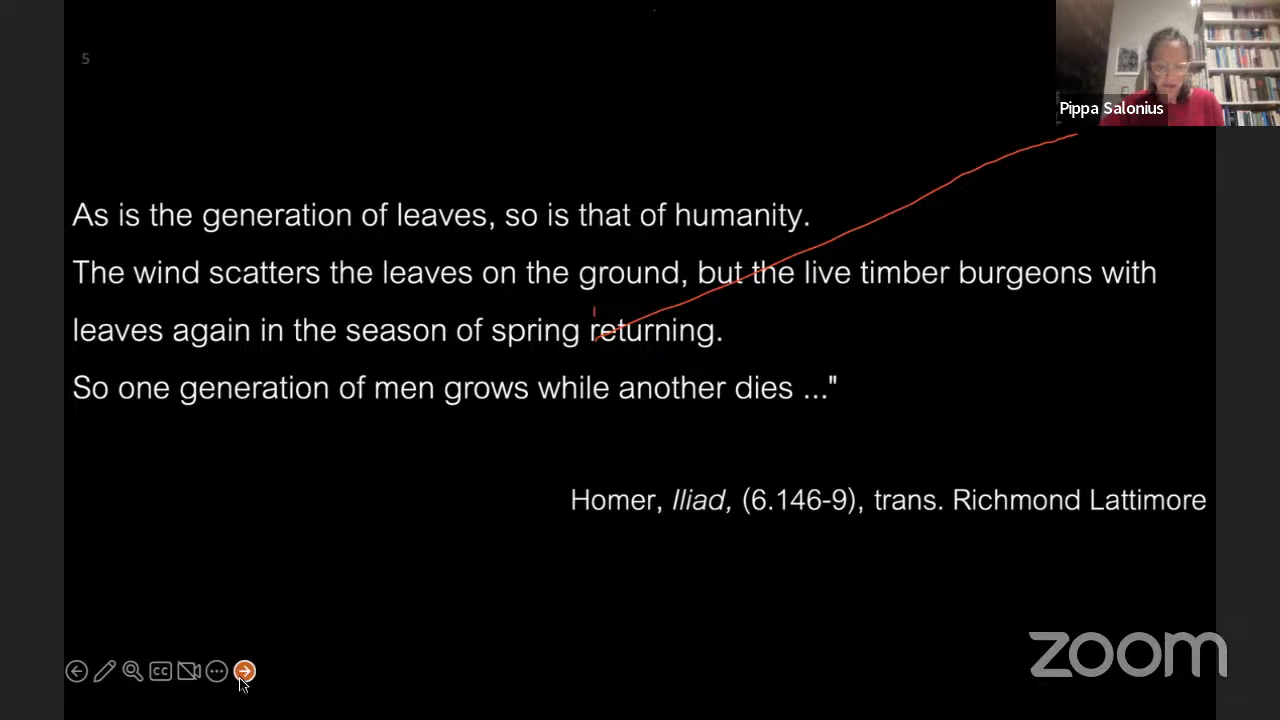 5
Pippa Salonius
As is the generation of leaves, so is that of humanity.
The wind scatters the leaves on the ground, but the live timber burgeons with
leaves again in the season of spring returning.
So one generation of men grows while another dies ..."
Homer, Iliad, (6.146-9), trans. Richmond Lattimore
CC
zoom